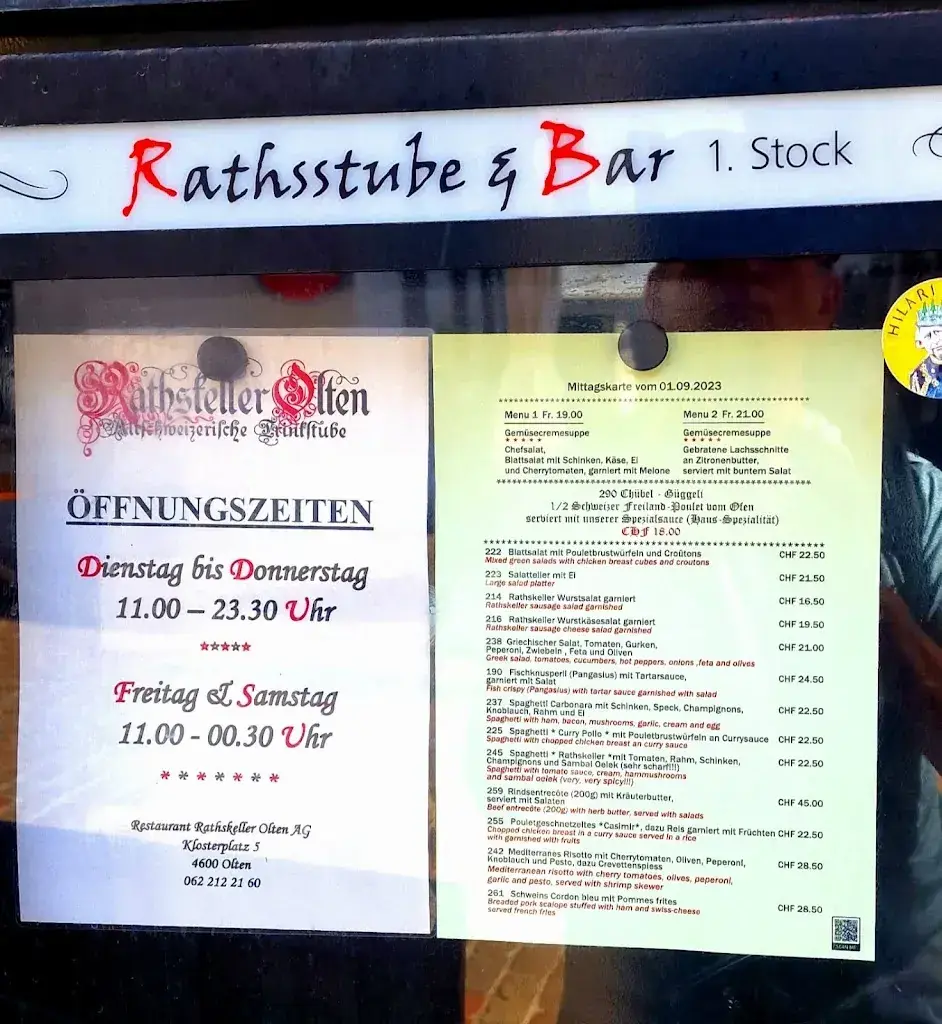 Rathsstube & Bar 1. Stock
HILARI
Rathskeller Olten
Altschweizerische Trinkstube
ÖFFNUNGSZEITEN
Dienstag bis Donnerstag
11.00 – 23.30 Uhr
*****
Freitag & Samstag
11.00 - 00.30 Uhr
* * * * * * *
Restaurant Rathskeller Olten AG
Klosterplatz 5
4600 Olten
062 212 21 60
Mittagskarte vom 01.09.2023
Menu 1 Fr. 19.00
Gemüsecremesuppe
*****
Chefsalat,
Blattsalat mit Schinken, Käse, Ei
und Cherrytomaten, garniert mit Melone
Menu 2 Fr. 21.00
Gemüsecremesuppe
*****
Gebratene Lachsschnitte
an Zitronenbutter,
serviert mit buntem Salat
290 Chübel - Güggeli
1/2 Schweizer Freiland-Poulet vom Ofen
serviert mit unserer Spezialsauce (Haus-Spezialität)
CHF 18.00
222 Blattsalat mit Pouletbrustwürfeln und Croûtons CHF 22.50
Mixed green salads with chicken breast cubes and croutons
223 Salatteller mit Ei CHF 21.50
Large salad platter
214 Rathskeller Wurstsalat garniert CHF 16.50
Rathskeller sausage salad garnished
216 Rathskeller Wurstkäsesalat garniert CHF 19.50
Rathskeller sausage cheese salad garnished
238 Griechischer Salat, Tomaten, Gurken,
Peperoni, Zwiebeln , Feta und Oliven CHF 21.00
Greek salad, tomatoes, cucumbers, hot peppers, onions ,feta and olives
190 Fischknusperli (Pangasius) mit Tartarsauce,
garniert mit Salat CHF 24.50
Fish crispy (Pangasius) with tartar sauce garnished with salad
237 Spaghetti Carbonara mit Schinken, Speck, Champignons,
Knoblauch, Rahm und Ei CHF 22.50
Spaghetti with ham, bacon, mushrooms, garlic, cream and egg
225 Spaghetti * Curry Pollo * mit Pouletbrustwürfeln an Currysauce CHF 22.50
Spaghetti with chopped chicken breast an curry sauce
245 Spaghetti * Rathskeller *mit Tomaten, Rahm, Schinken,
Champignons und Sambal Oelek (sehr scharf!!!) CHF 22.50
Spaghetti with tomato sauce, cream, hammushrooms
and sambal oelek (very, very spicy!!!)
259 Rindsentrecôte (200g) mit Kräuterbutter,
serviert mit Salaten CHF 45.00
Beef entrecôte (200g) with herb butter, served with salads
255 Pouletgeschnetzeltes *Casimir*, dazu Reis garniert mit Früchten CHF 22.50
Chopped chicken breast in a curry sauce served in a rice
with garnished with fruits
242 Mediterranes Risotto mit Cherrytomaten, Oliven, Peperoni,
Knoblauch und Pesto, dazu Crevettenspiess CHF 28.50
Mediterranean risotto with cherry tomatoes, olives, peperoni,
garlic and pesto, served with shrimp skewer
261 Schweins Cordon bleu mit Pommes frites CHF 28.50
Breaded pork scalope stuffed with ham and swiss-cheese
served french fries